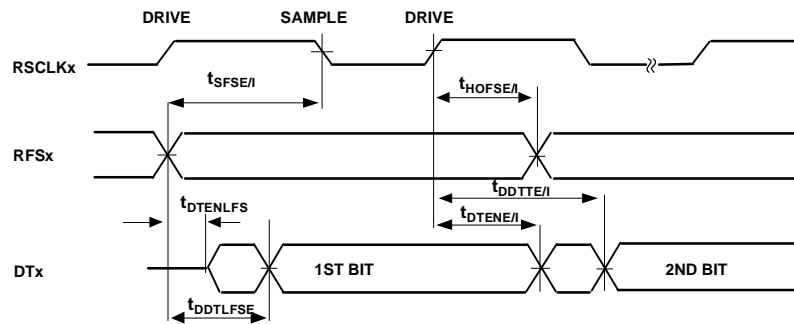 DRIVE SAMPLE DRIVE
RSCLKx
tSFSE/I tHOFSE/I
RFSx
tDDTTE/I
tDTENLFS tDTENE/I
DTx 1ST BIT 2ND BIT
tDDTLFSE